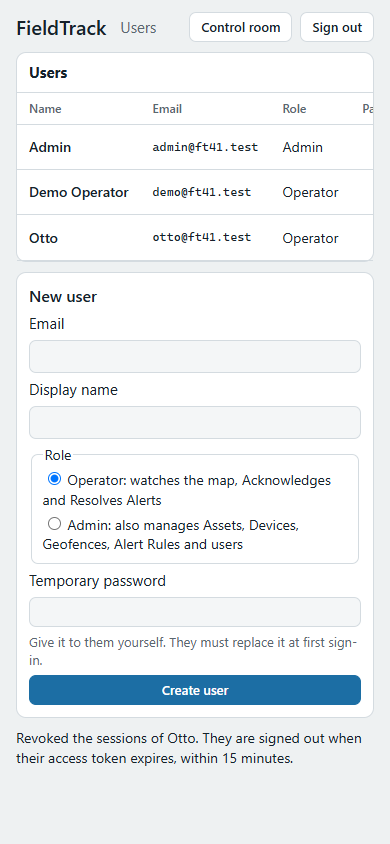 FieldTrack Users Control room Sign out
Users
Name Email Role Pa
Admin admin@ft41.test Admin
Demo Operator demo@ft41.test Operator
Otto otto@ft41.test Operator
New user
Email
Display name
Role
Operator: watches the map, Acknowledges
and Resolves Alerts
Admin: also manages Assets, Devices,
Geofences, Alert Rules and users
Temporary password
Give it to them yourself. They must replace it at first sign-
in.
Create user
Revoked the sessions of Otto. They are signed out when
their access token expires, within 15 minutes.